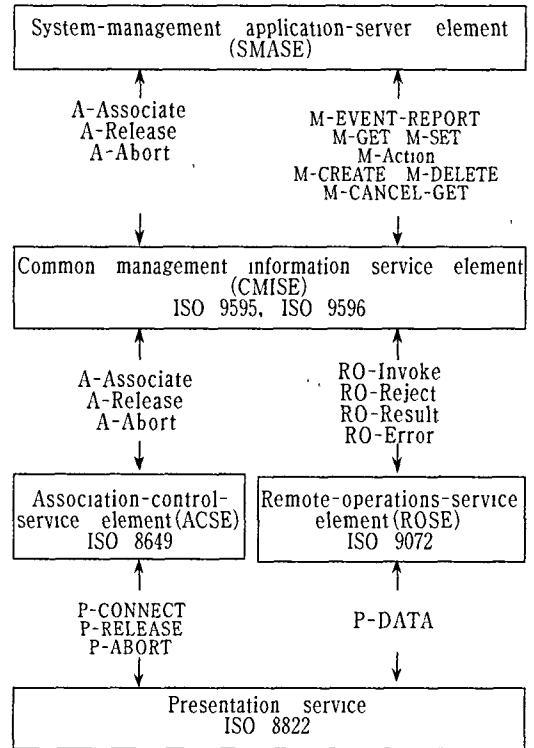 System-management application-server element
(SMASE)
A-Associate
A-Release
A-Abort
M-EVENT-REPORT
M-GET M-SET
M-Action
M-CREATE M-DELETE
M-CANCEL-GET
Common management information service element
(CMISE)
ISO 9595, ISO 9596
A-Associate
A-Release
A-Abort
RO-Invoke
RO-Reject
RO-Result
RO-Error
Association-control-
service element(ACSE)
ISO 8649
Remote-operations-service
element(ROSE)
ISO 9072
P-CONNECT
P-RELEASE
P-ABORT
P-DATA
Presentation service
ISO 8822